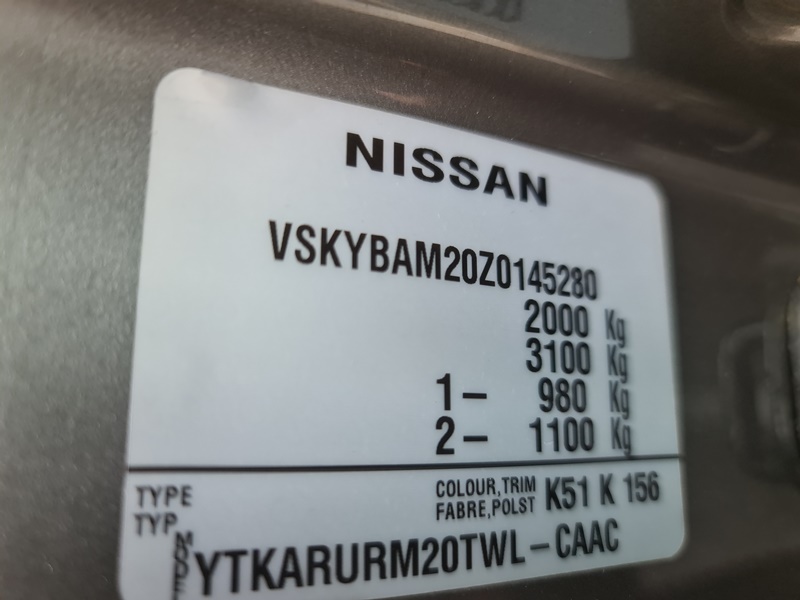 NISSAN
VSKYBAM20Z0145280
2000 Kg
3100 Kg
1- 980 Kg
2- 1100 Kg
TYPE COLOUR,TRIM K51 K 156
TYP FABRE,POLST
YTKARURM20TWL-CAAC